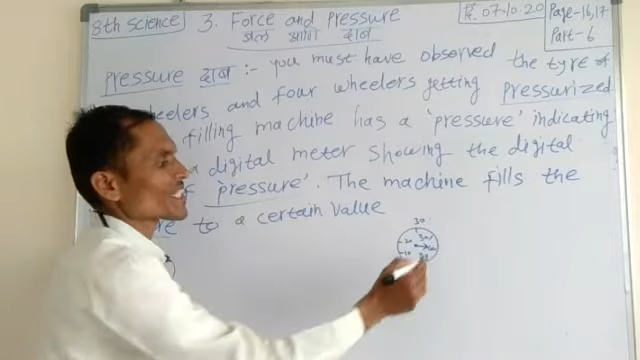 8th science
3. Force and Pressure
बल आणि दाब
Dt. 07.10.20
Page-16,17
Part-6
Pressure दाब :- you must have observed the tyre of
wheelers and four wheelers getting pressurized
filling machine has a 'pressure' indicating
digital meter showing the digital
pressure'. The machine fills the
to a certain value
30